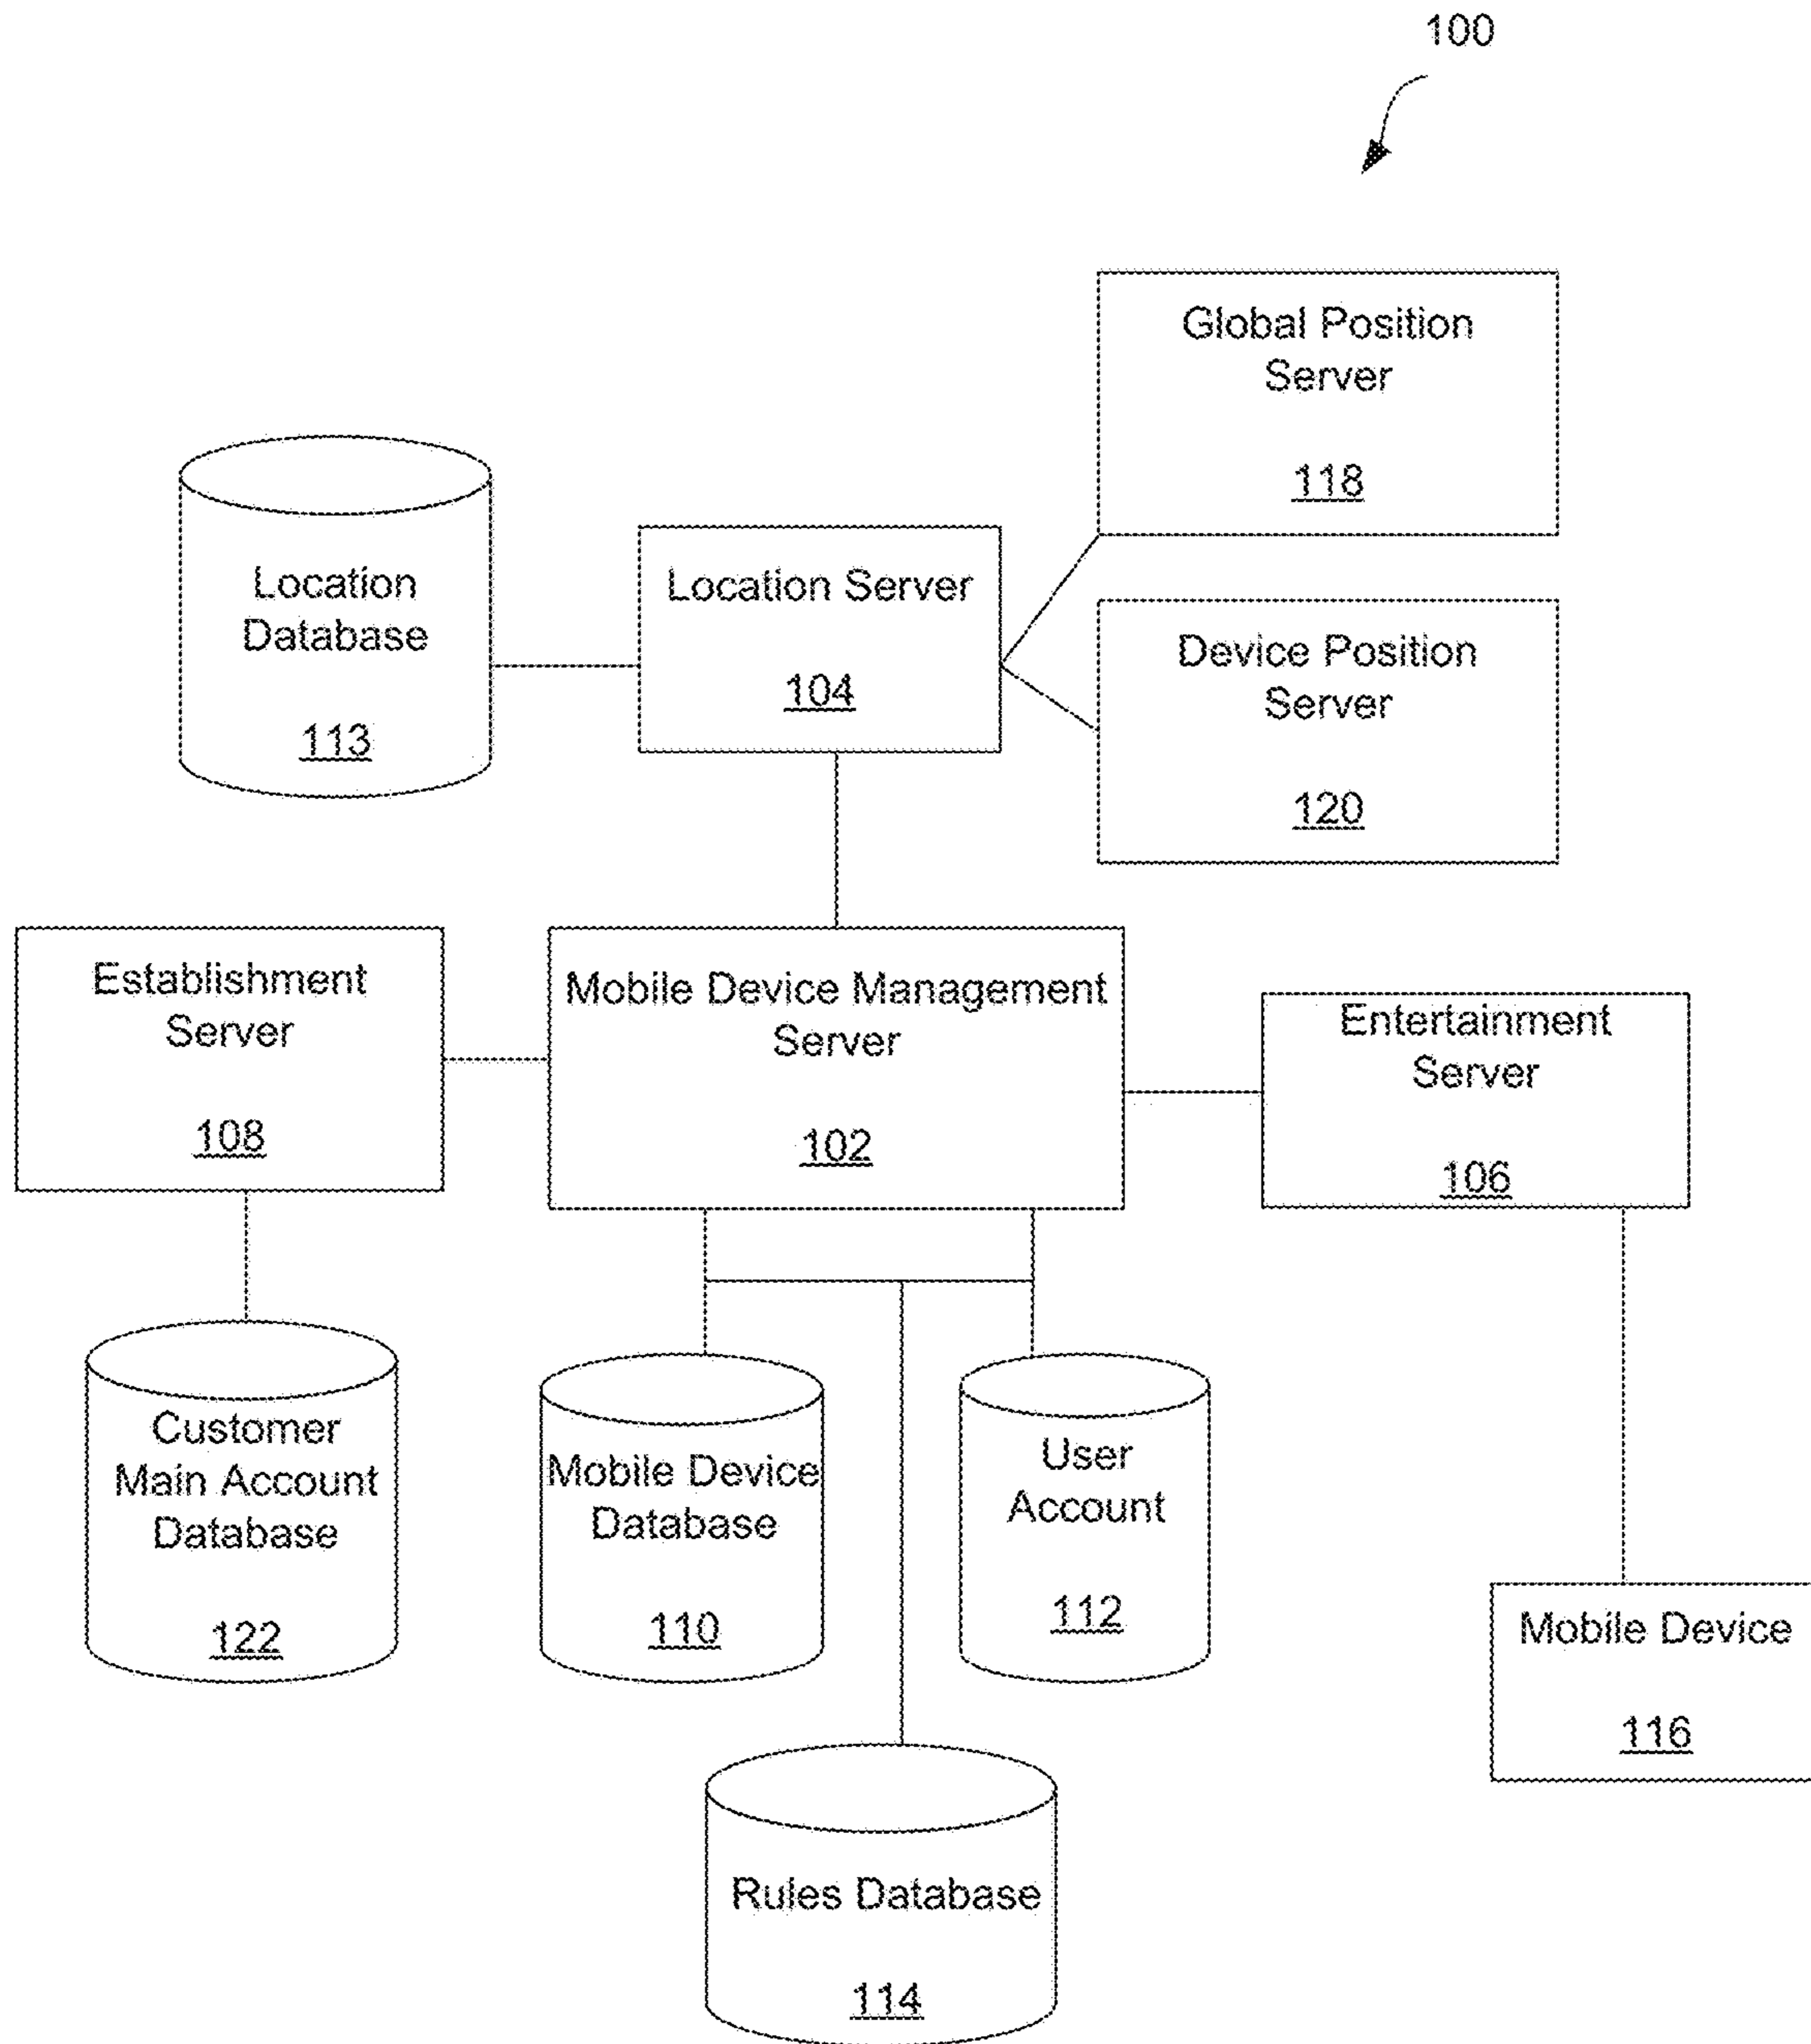 100
Global Position
Server
118
Location
Database
113
Location Server
104
Device Position
Server
120
Establishment
Server
108
Mobile Device Management
Server
102
Entertainment
Server
106
Customer
Main Account
Database
122
Mobile Device
Database
110
User
Account
112
Mobile Device
116
Rules Database
114